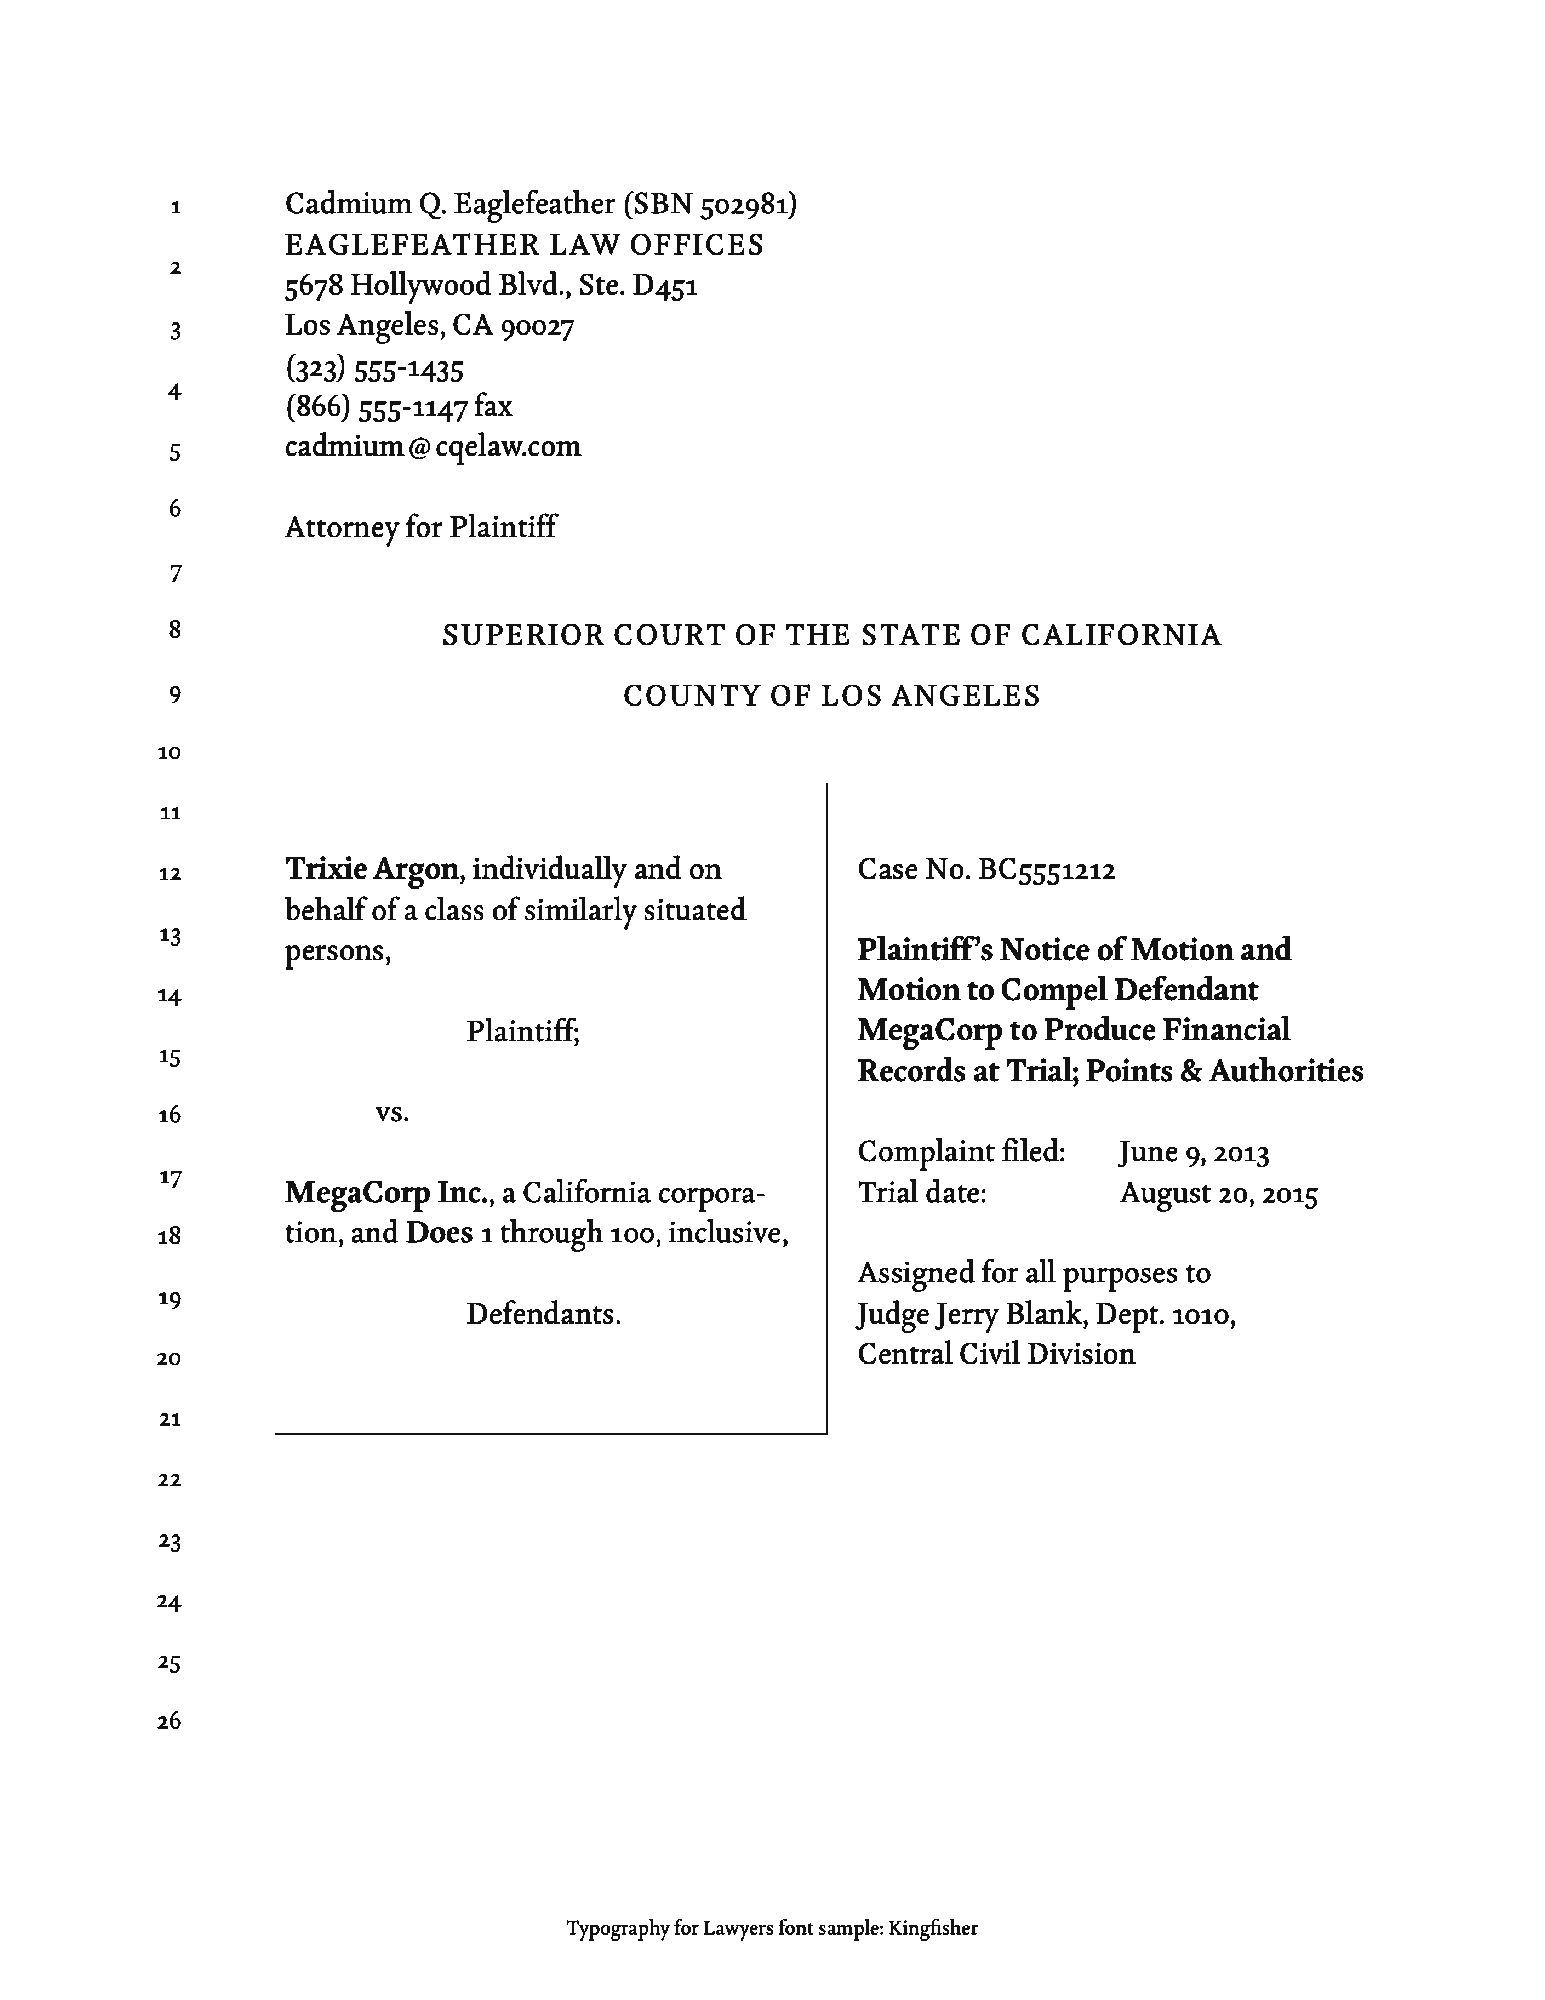 1
2
3
4
5
6
7
8
9
10
11
12
13
14
15
16
17
18
19
20
21
22
23
24
25
26
Cadmium Q. Eaglefeather (SBN 502981)
EAGLEFEATHER LAW OFFICES
5678 Hollywood Blvd., Ste. D451
Los Angeles, CA 90027
(323) 555-1435
(866) 555-1147 fax
cadmium@cqelaw.com
Attorney for Plaintiff
SUPERIOR COURT OF THE STATE OF CALIFORNIA
COUNTY OF LOS ANGELES
Trixie Argon, individually and on
behalf of a class of similarly situated
persons,
Plaintiff;
vs.
MegaCorp Inc., a California corpora-
tion, and Does 1 through 100, inclusive,
Defendants.
Case No. BC5551212
Plaintiff’s Notice of Motion and
Motion to Compel Defendant
MegaCorp to Produce Financial
Records at Trial; Points & Authorities
Complaint filed: June 9, 2013
Trial date: August 20, 2015
Assigned for all purposes to
Judge Jerry Blank, Dept. 1010,
Central Civil Division
Typography for Lawyers font sample: Kingfisher